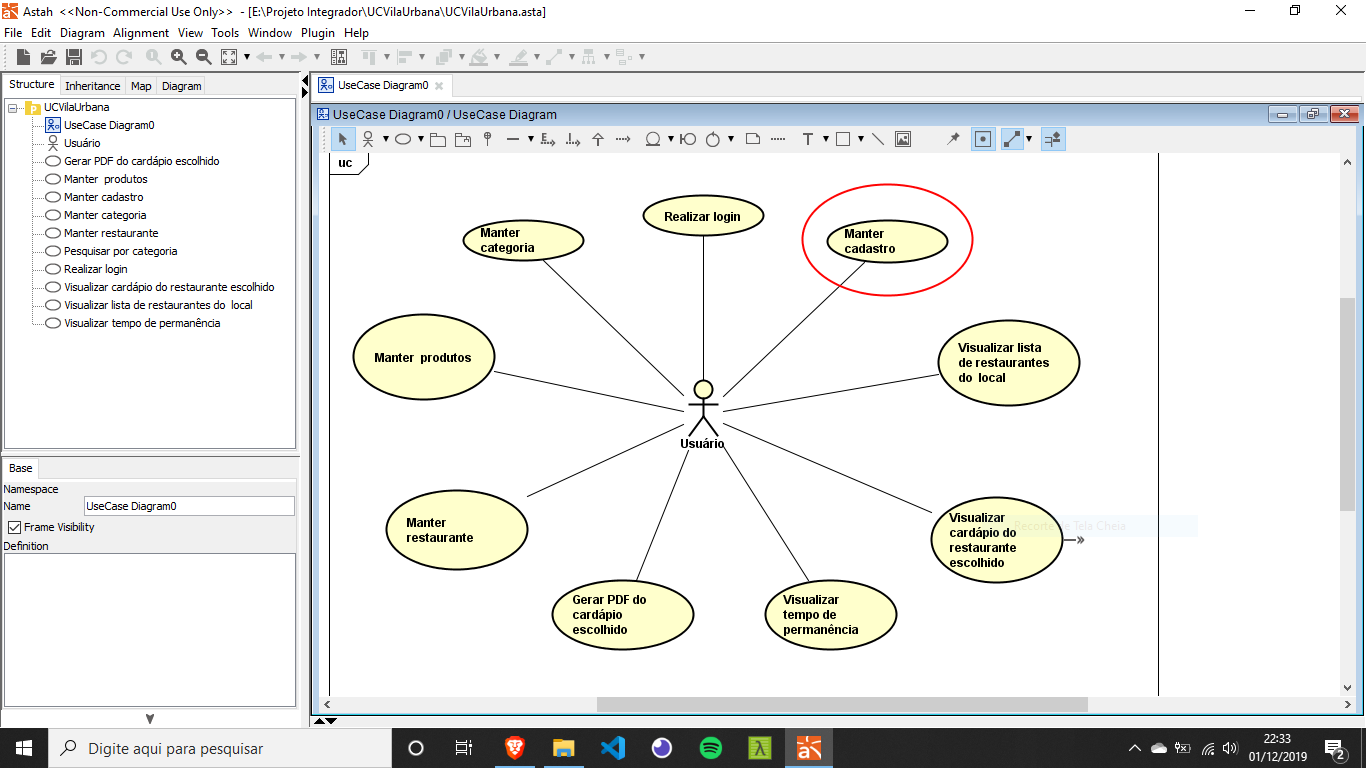 Astah <<Non-Commercial Use Only>> - [E:\Projeto Integrador\UCVilaUrbana\UCVilaUrbana.asta]
File Edit Diagram Alignment View Tools Window Plugin Help
Structure Inheritance Map Diagram
UCVilaUrbana
UseCase Diagram0
Usuário
Gerar PDF do cardápio escolhido
Manter produtos
Manter cadastro
Manter categoria
Manter restaurante
Pesquisar por categoria
Realizar login
Visualizar cardápio do restaurante escolhido
Visualizar lista de restaurantes do local
Visualizar tempo de permanência
Base
Namespace
Name UseCase Diagram0
Frame Visibility
Definition
UseCase Diagram0
UseCase Diagram0 / UseCase Diagram
T
uc
Realizar login
Manter
categoria
Manter
cadastro
Manter produtos
Visualizar lista
de restaurantes
do local
Usuário
Manter
restaurante
Visualizar
cardápio do
restaurante
escolhido
Recorte de Tela Cheia
Gerar PDF do
cardápio
escolhido
Visualizar
tempo de
permanência
Digite aqui para pesquisar
22:33
01/12/2019
2